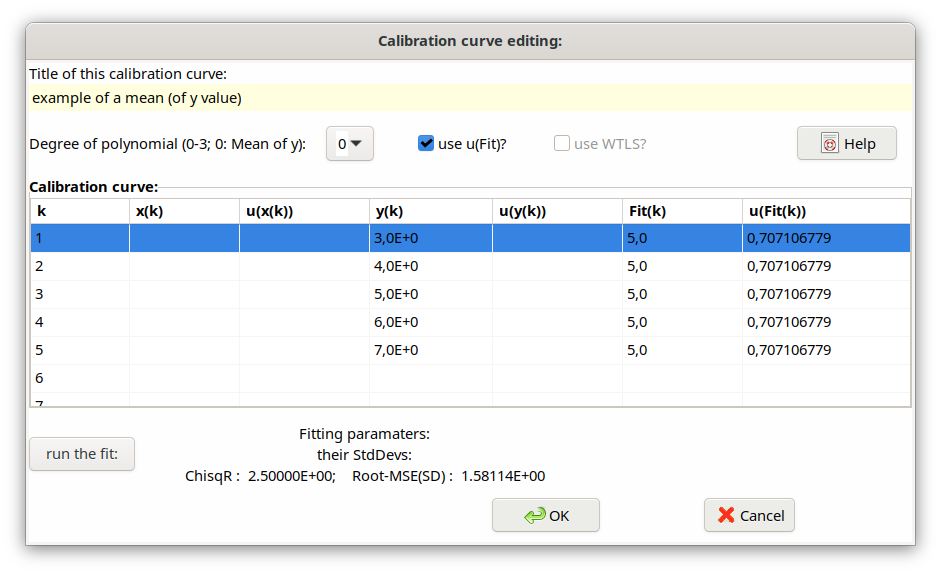 Calibration curve editing:
Title of this calibration curve:
example of a mean (of y value)
Degree of polynomial (0-3; 0: Mean of y): 0 use u(Fit)? use WTLS? Help
Calibration curve:
k x(k) u(x(k)) y(k) u(y(k)) Fit(k) u(Fit(k))
1 3,0E+0 5,0 0,707106779
2 4,0E+0 5,0 0,707106779
3 5,0E+0 5,0 0,707106779
4 6,0E+0 5,0 0,707106779
5 7,0E+0 5,0 0,707106779
6
7
Fitting paramaters:
run the fit: their StdDevs:
ChisqR : 2.50000E+00; Root-MSE(SD) : 1.58114E+00
OK Cancel